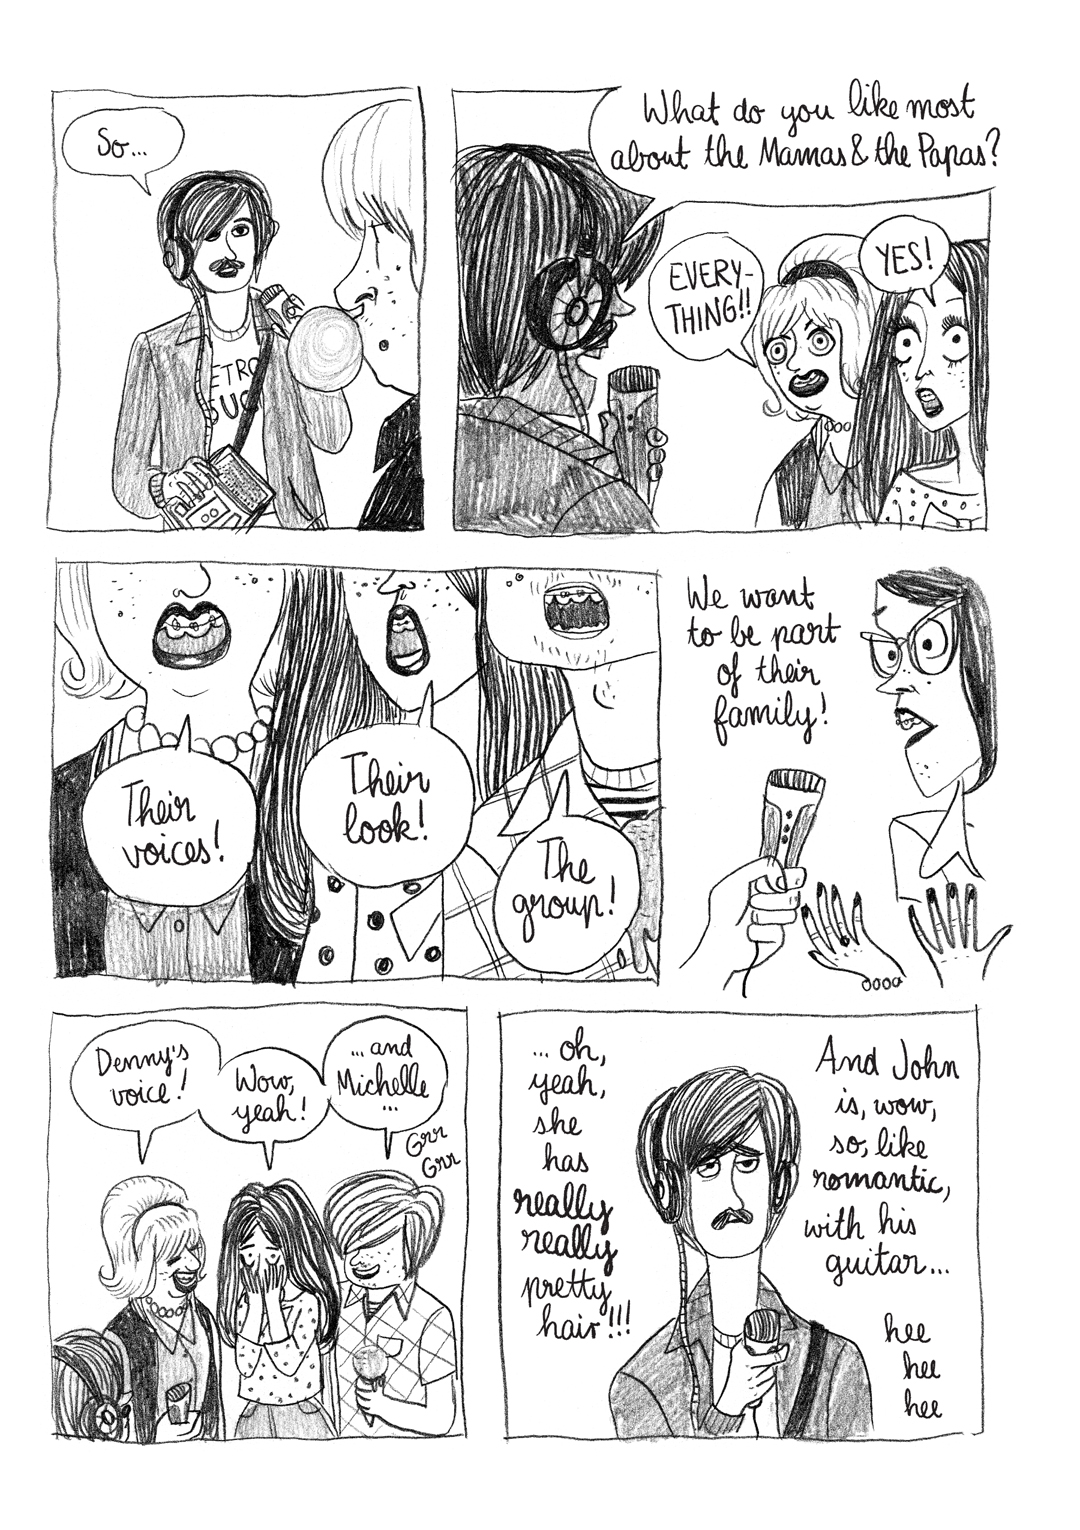 So...
ETRO
SUC
What do you like most
about the Mamas & the Papas?
EVERY-
THING!!
YES!
Their
voices!
Their
look!
The
group!
We want
to be part
of their
family!
Denny's
voice!
Wow,
yeah!
...and
Michelle
...
Grr
Grr
... oh,
yeah,
she
has
really
really
pretty
hair!!!
And John
is, wow,
so, like
romantic,
with his
guitar...
hee
hee
hee